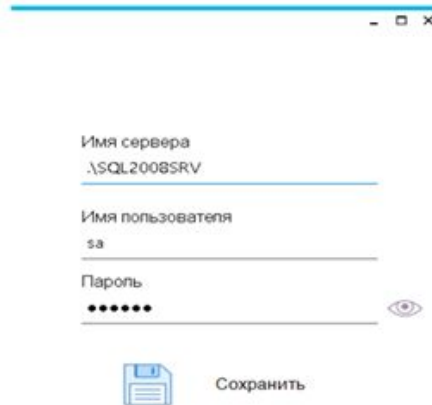 Имя сервера
.\SQL2008SRV
Имя пользователя
sa
Пароль
••••••
Сохранить